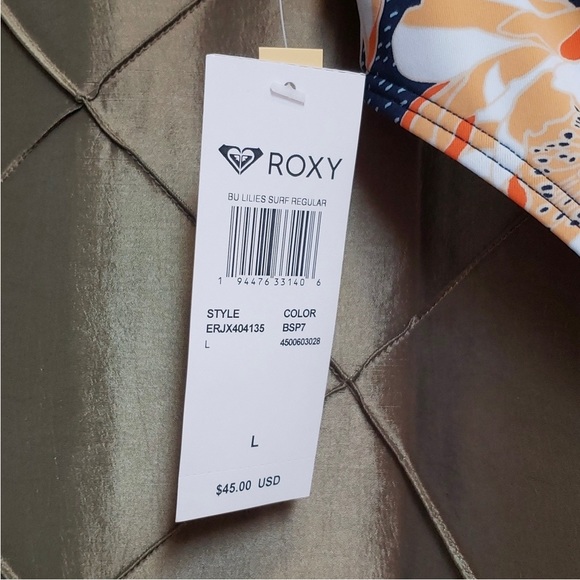 ROXY
BU LILIES SURF REGULAR
1 94476 33140 6
STYLE COLOR
ERJX404135 BSP7
L 4500603028
L
$45.00 USD